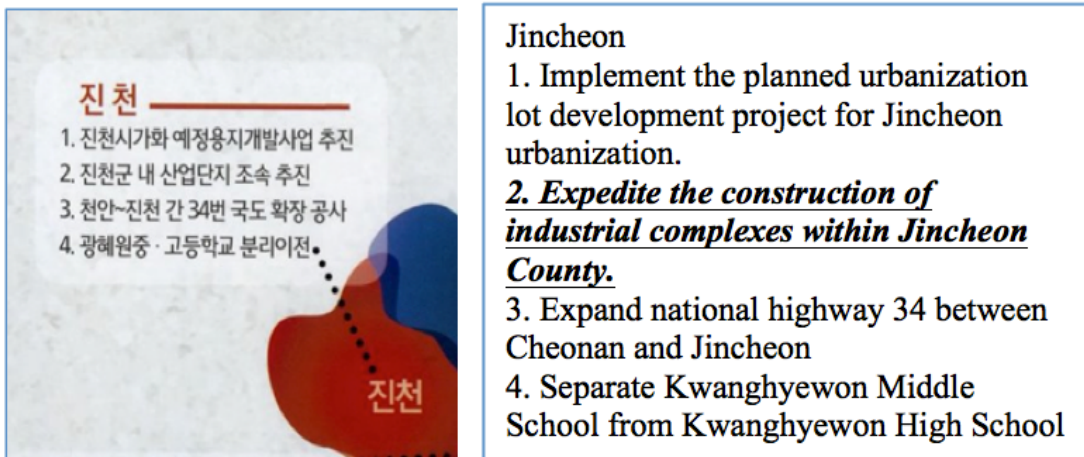 진천
1. 진천시가화 예정용지개발사업 추진
2. 진천군 내 산업단지 조속 추진
3. 천안~진천 간 34번 국도 확장 공사
4. 광혜원중·고등학교 분리이전
진천
Jincheon
1. Implement the planned urbanization
lot development project for Jincheon
urbanization.
2. Expedite the construction of
industrial complexes within Jincheon
County.
3. Expand national highway 34 between
Cheonan and Jincheon
4. Separate Kwanghyewon Middle
School from Kwanghyewon High School